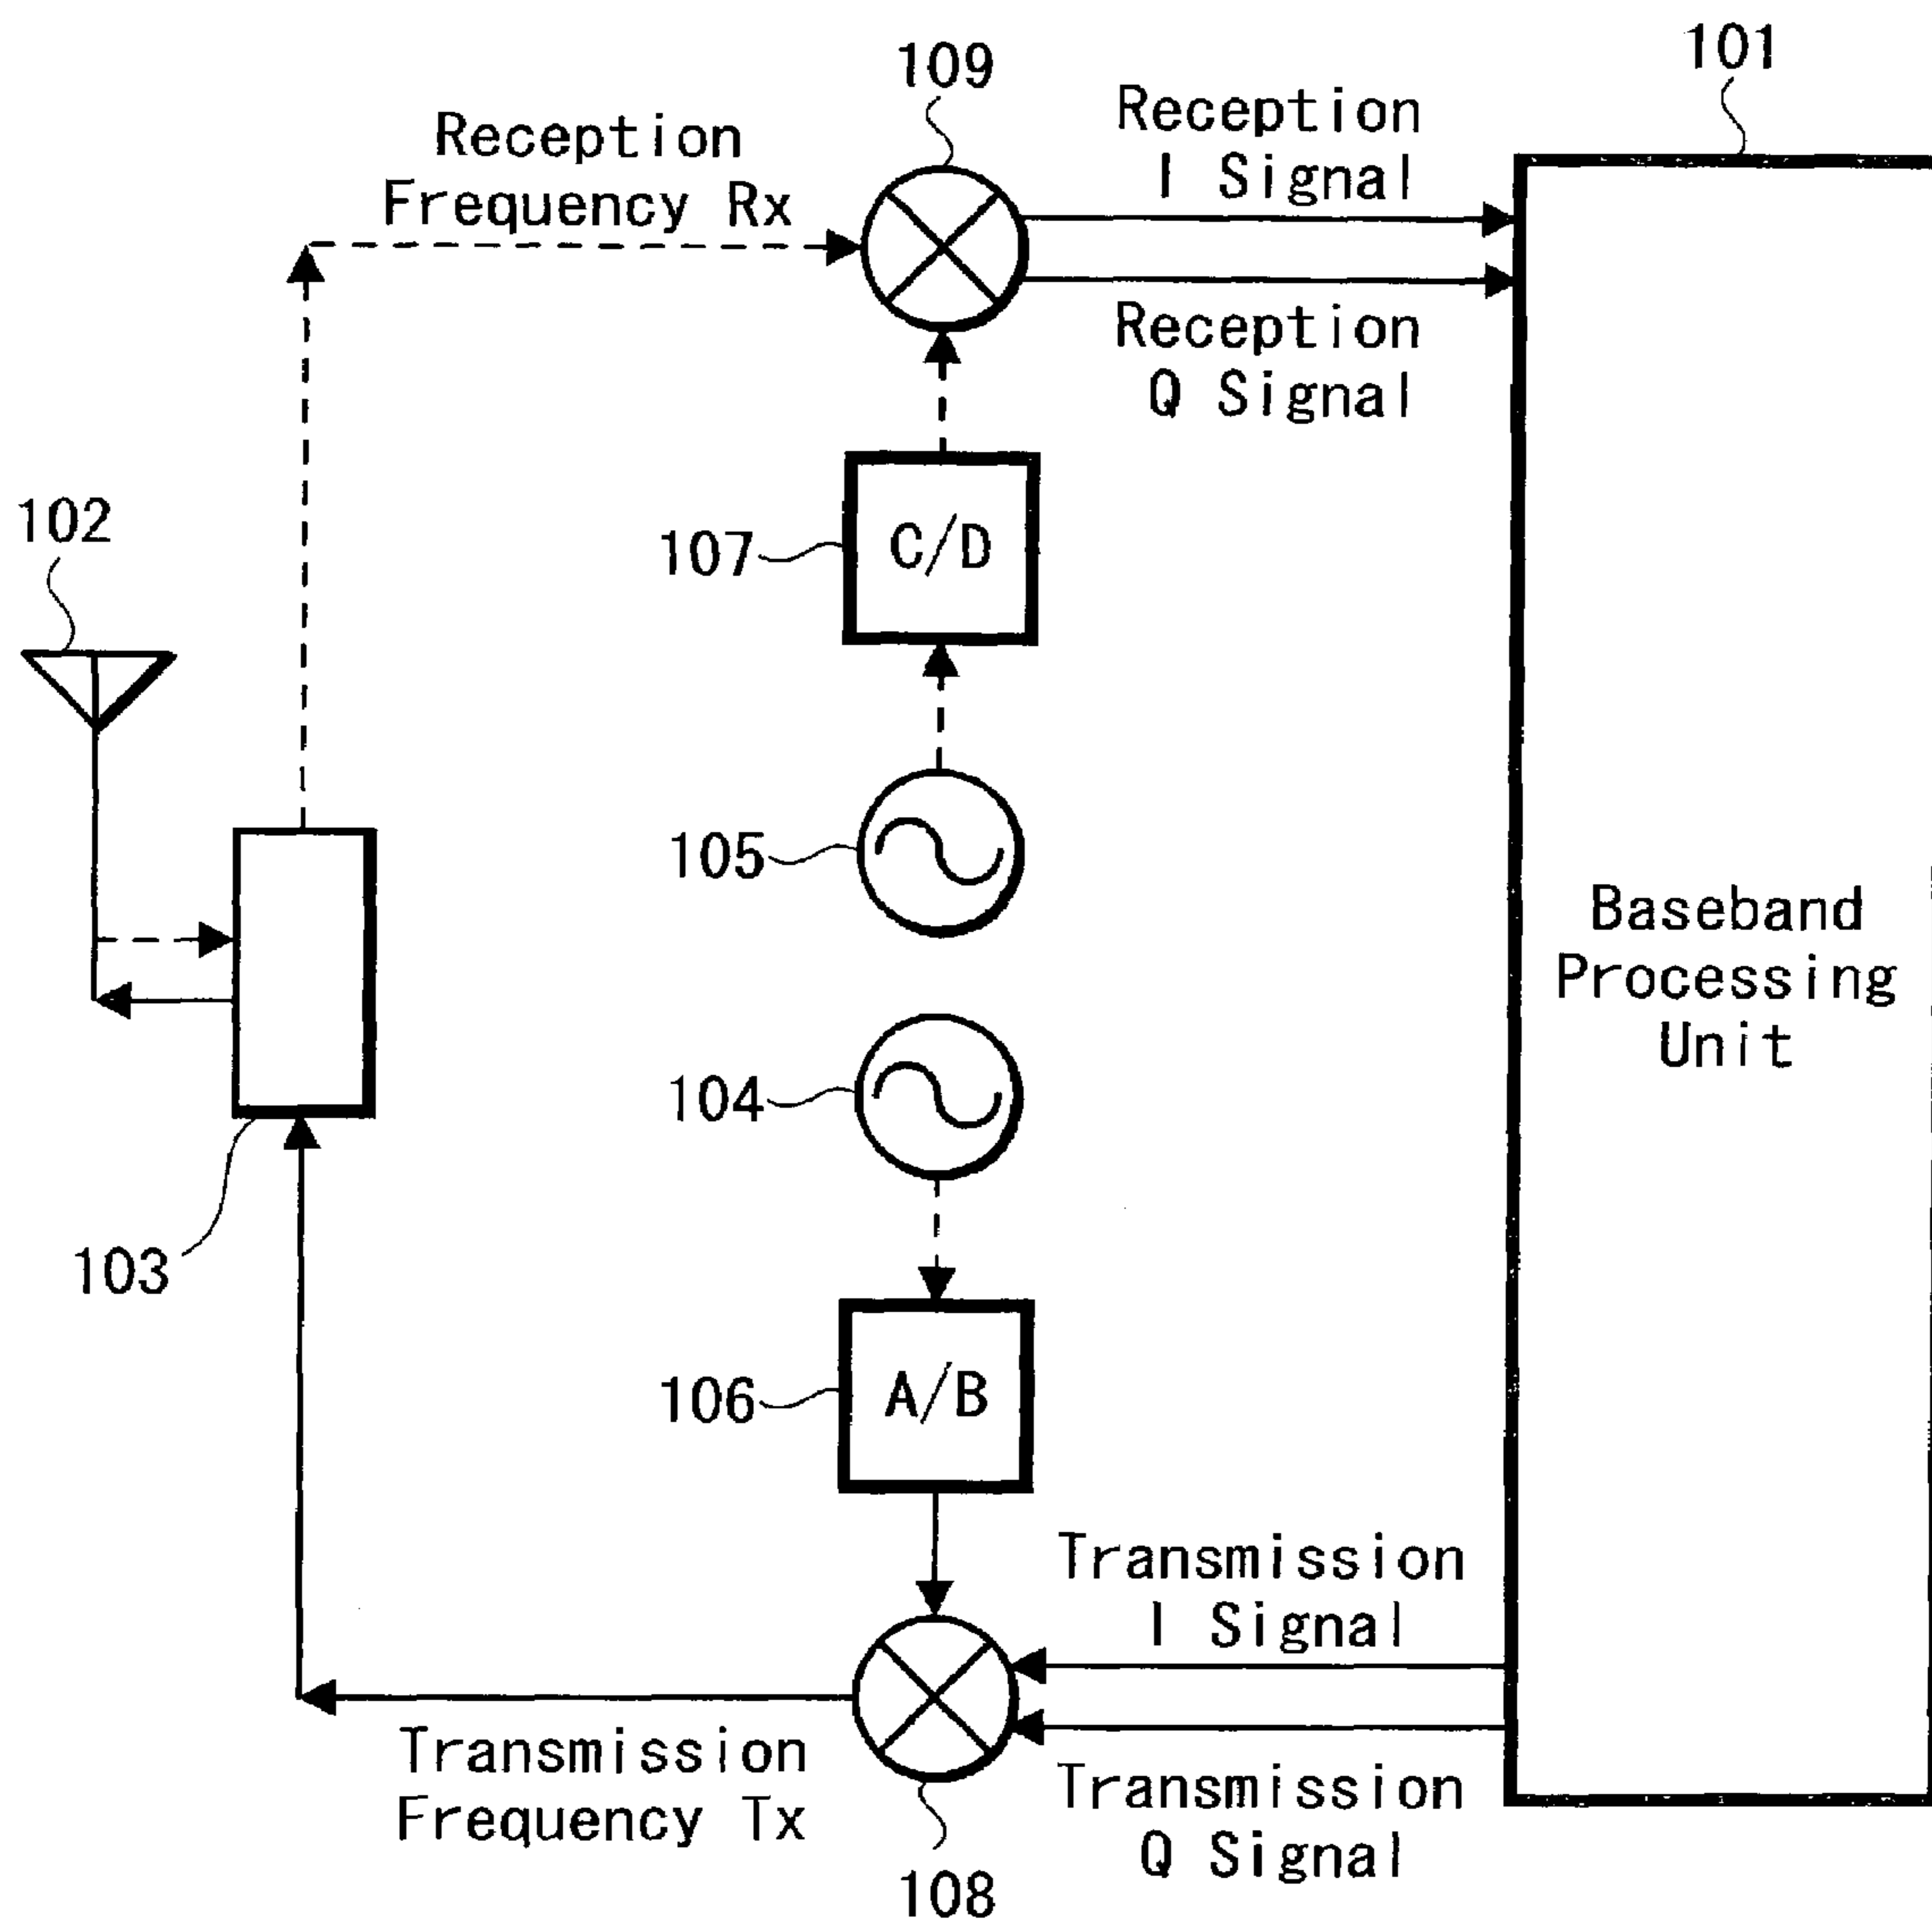 109
101
Reception
I Signal
Reception
Frequency Rx
Reception
Q Signal
102
107
C/D
105
Baseband
Processing
Unit
104
103
106
A/B
Transmission
I Signal
Transmission
Frequency Tx
Transmission
Q Signal
108